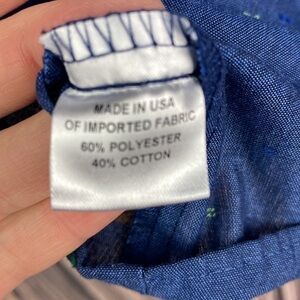 MADE IN USA
OF IMPORTED FABRIC
60% POLYESTER
40% COTTON